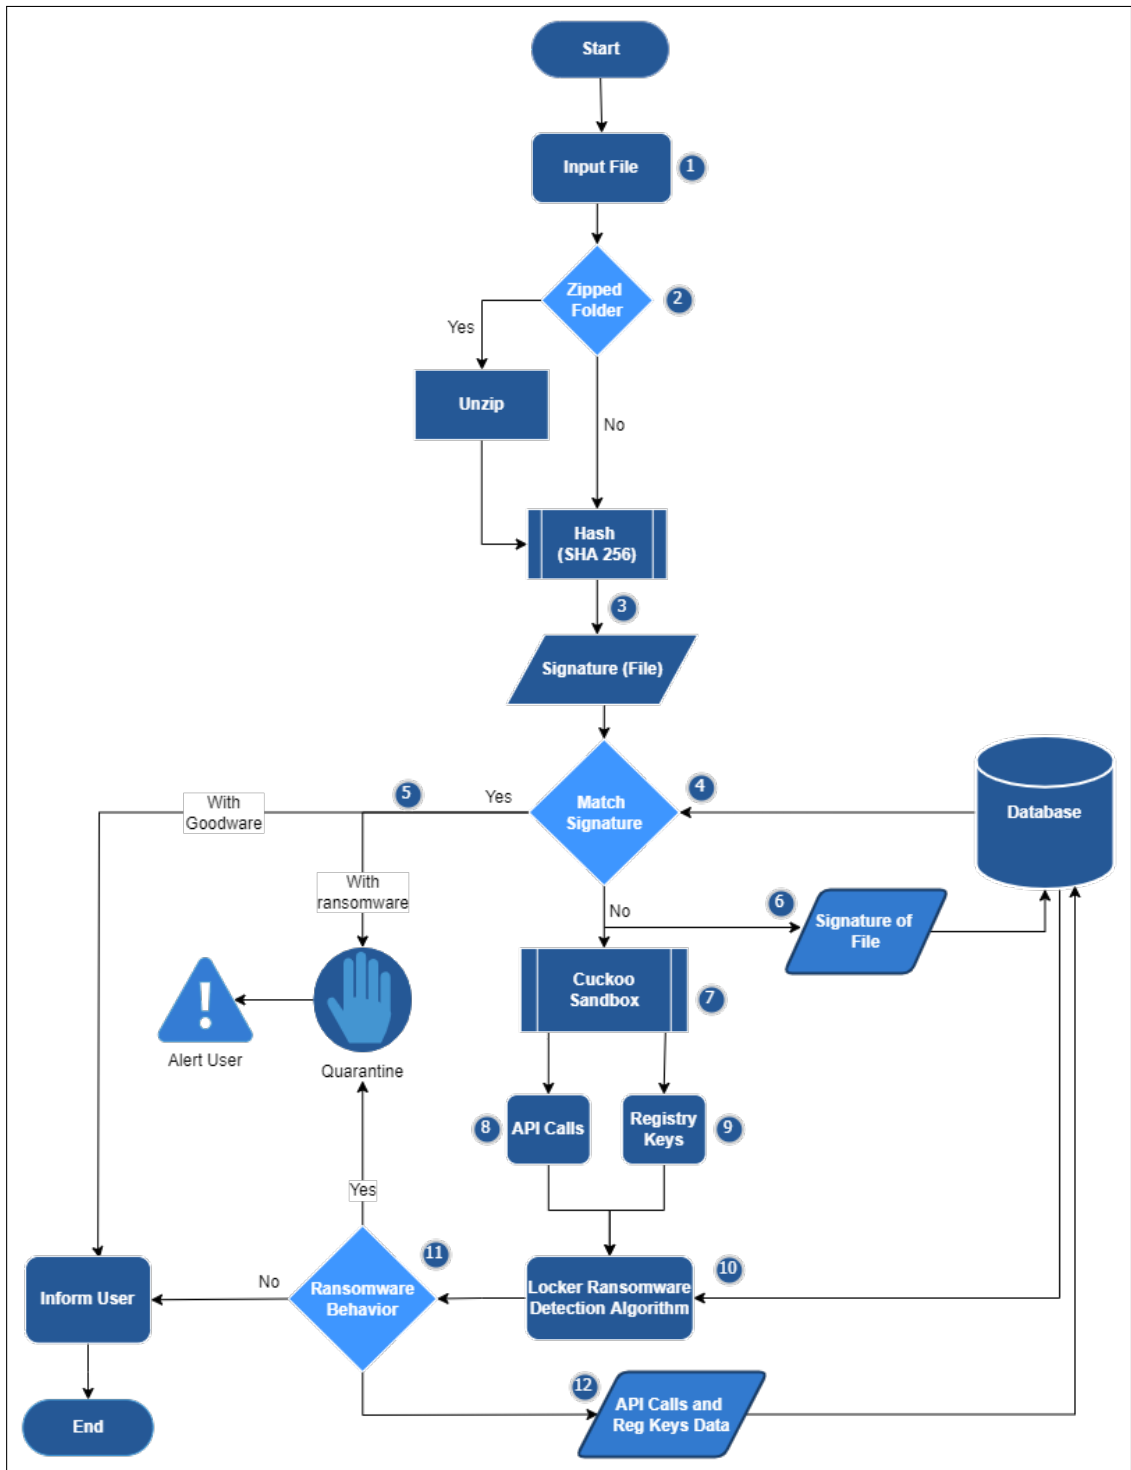 Start
Input File
1
Zipped
Folder
2
Yes
Unzip
No
Hash
(SHA 256)
3
Signature (File)
With
Goodware
5
Yes
Match
Signature
4
Database
With
ransomware
No
6
Signature of
File
Cuckoo
Sandbox
7
Alert User
Quarantine
8
API Calls
Registry
Keys
9
Yes
11
10
Inform User
No
Ransomware
Behavior
Locker Ransomware
Detection Algorithm
12
API Calls and
Reg Keys Data
End